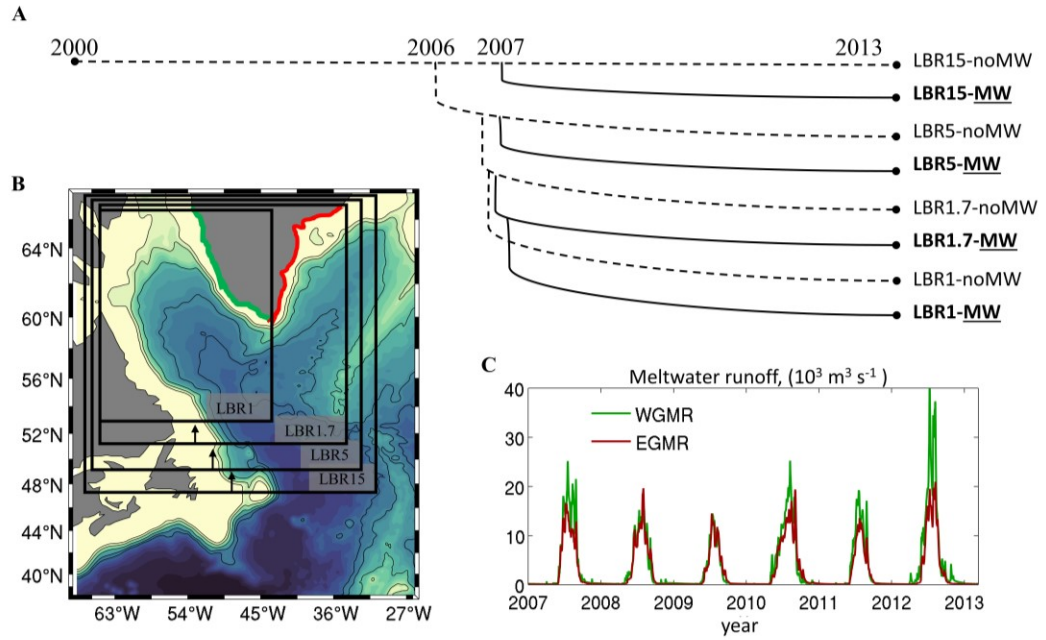 A
2000
2006
2007
2013
LBR15-noMW
LBR15-MW
LBR5-noMW
LBR5-MW
LBR1.7-noMW
LBR1.7-MW
LBR1-noMW
LBR1-MW
B
64°N
60°N
56°N
52°N
48°N
44°N
40°N
LBR1
LBR1.7
LBR5
LBR15
63°W 54°W 45°W 36°W 27°W
C
Meltwater runoff, (10³ m³ s⁻¹)
40
30
20
10
0
WGMR
EGMR
2007 2008 2009 2010 2011 2012 2013
year